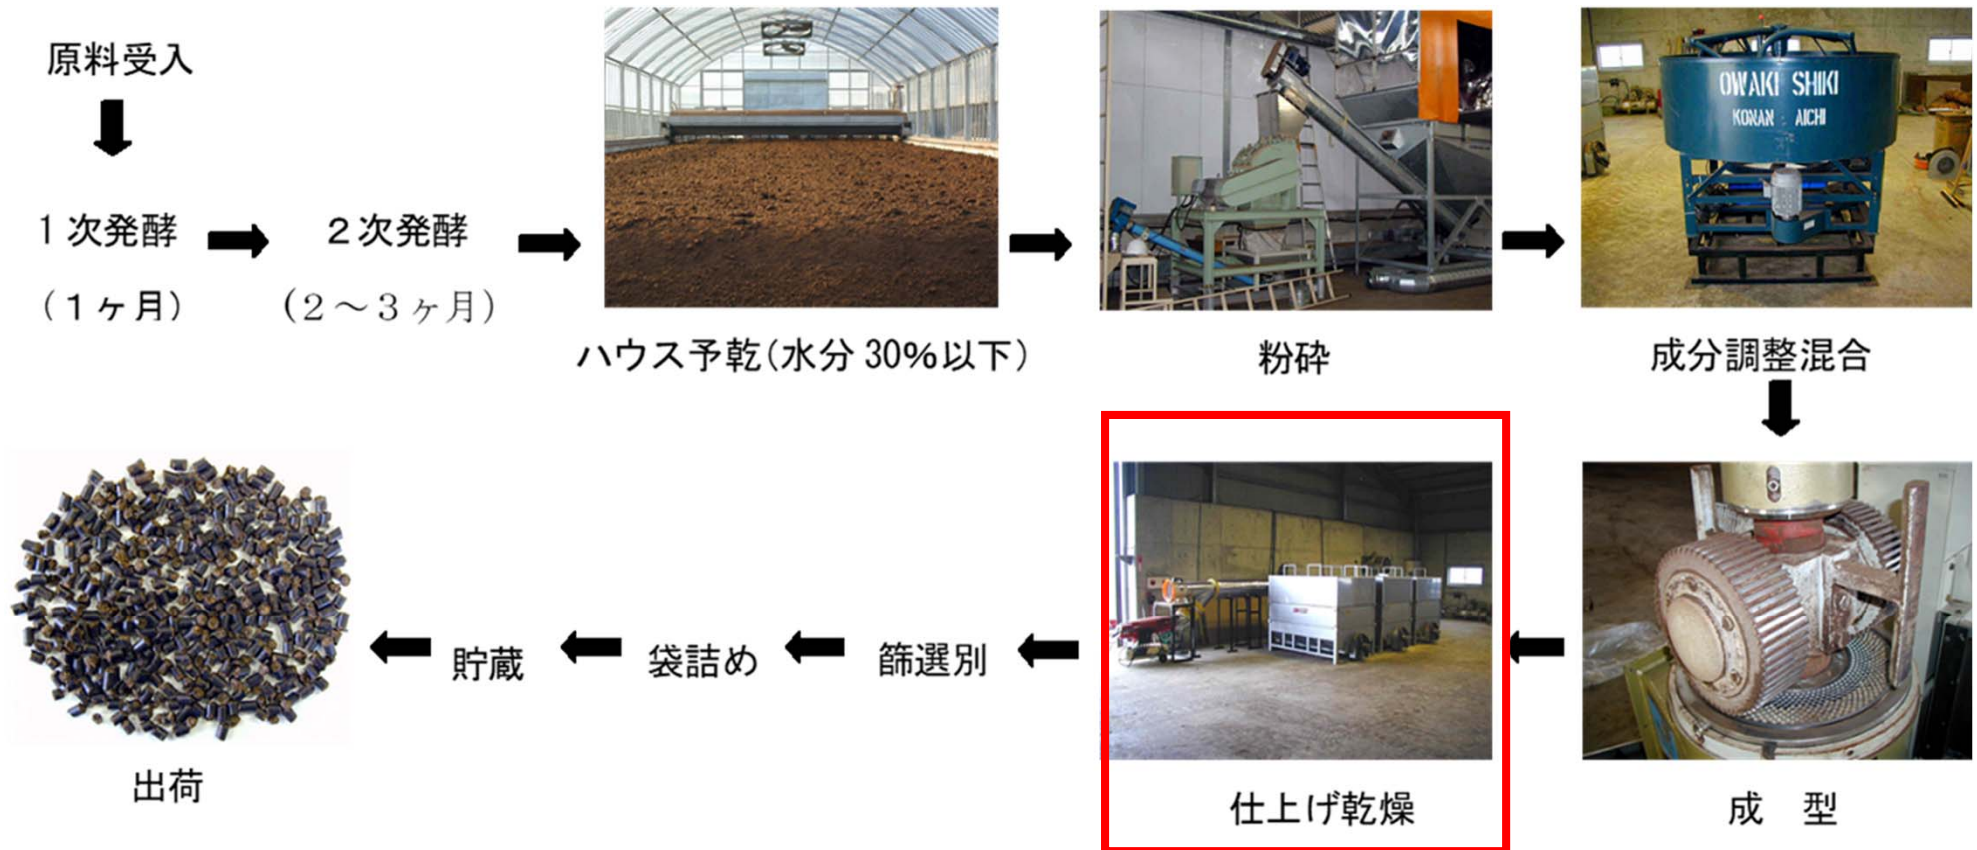 原料受入
1次発酵
(1ヶ月)
2次発酵
(2～3ヶ月)
ハウス予乾(水分30%以下)
粉砕
OWAKI SHIKI
KONAN AICHI
成分調整混合
成 型
仕上げ乾燥
篩選別
袋詰め
貯蔵
出荷